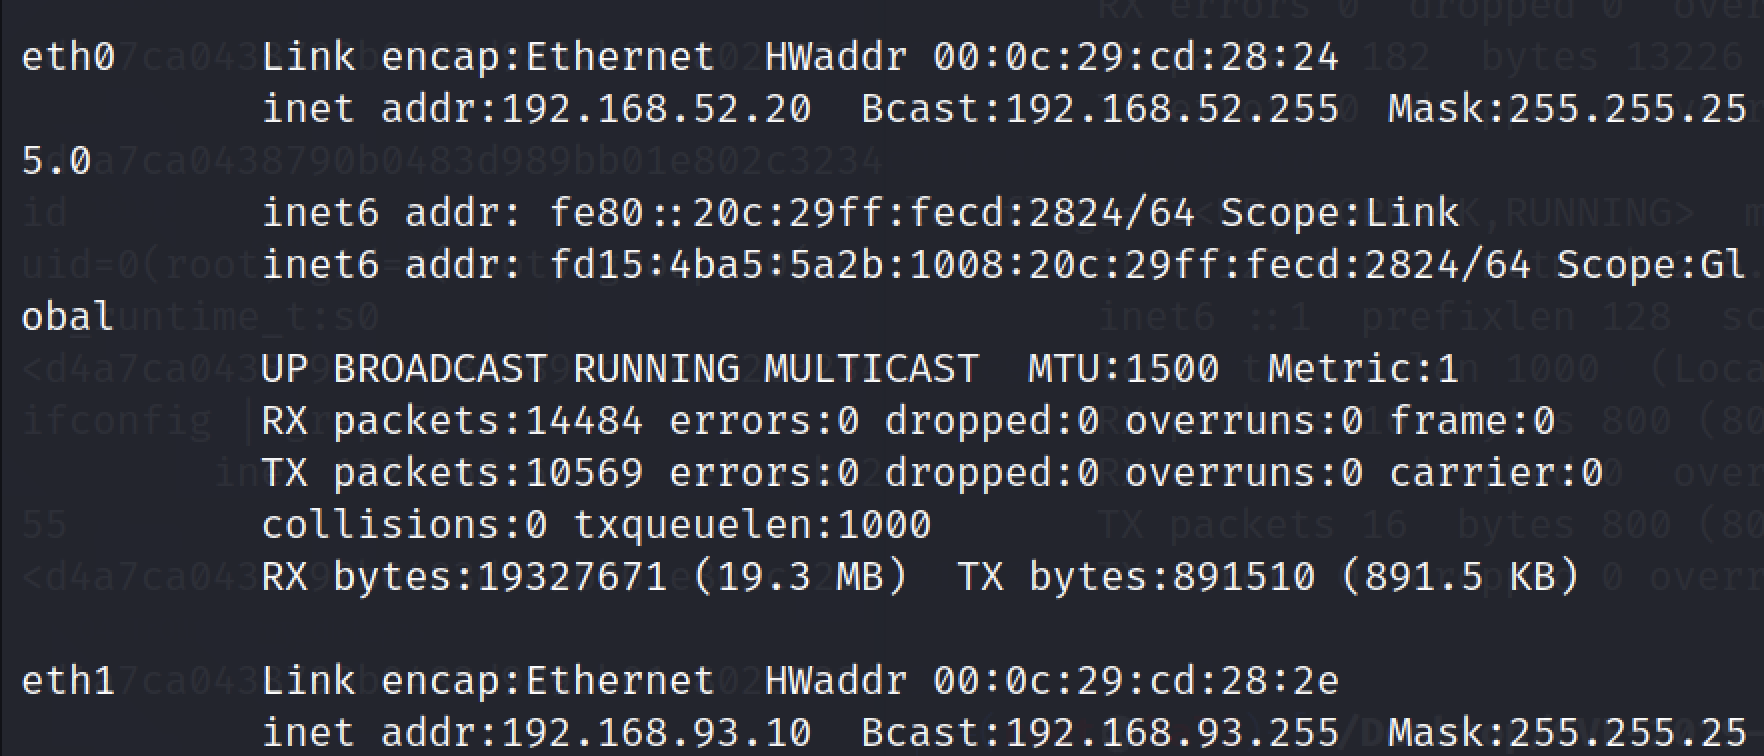 eth0      Link encap:Ethernet  HWaddr 00:0c:29:cd:28:24
          inet addr:192.168.52.20  Bcast:192.168.52.255  Mask:255.255.25
5.0
          inet6 addr: fe80::20c:29ff:fecd:2824/64 Scope:Link
          inet6 addr: fd15:4ba5:5a2b:1008:20c:29ff:fecd:2824/64 Scope:Gl
obal
          UP BROADCAST RUNNING MULTICAST  MTU:1500  Metric:1
          RX packets:14484 errors:0 dropped:0 overruns:0 frame:0
          TX packets:10569 errors:0 dropped:0 overruns:0 carrier:0
          collisions:0 txqueuelen:1000
          RX bytes:19327671 (19.3 MB)  TX bytes:891510 (891.5 KB)

eth1      Link encap:Ethernet  HWaddr 00:0c:29:cd:28:2e
          inet addr:192.168.93.10  Bcast:192.168.93.255  Mask:255.255.25